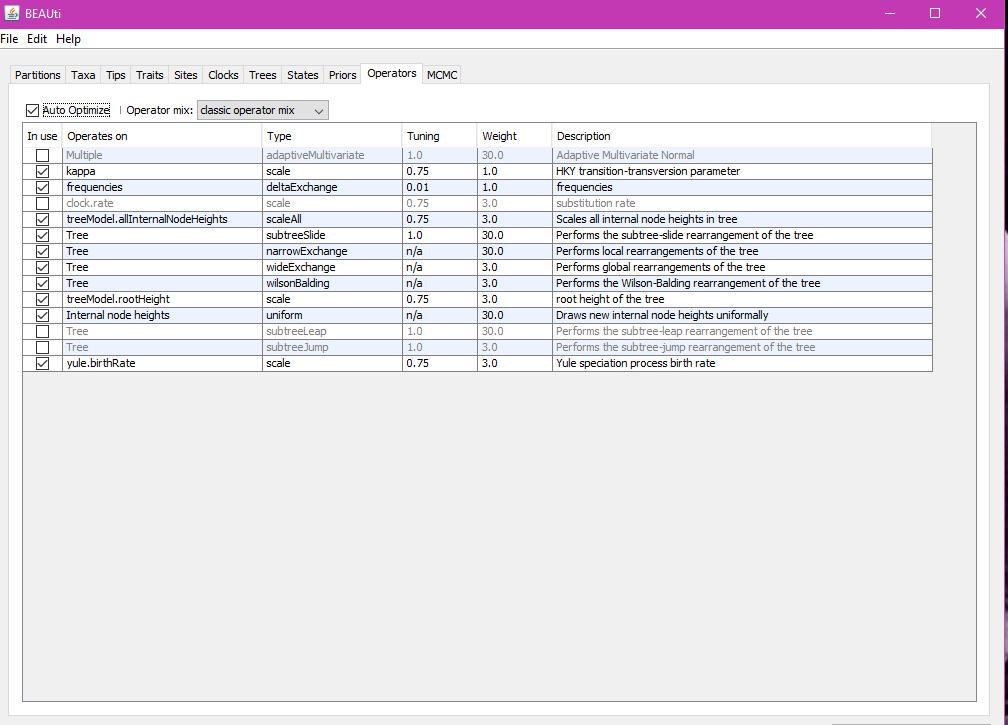 BEAUti
File Edit Help
Partitions Taxa Tips Traits Sites Clocks Trees States Priors Operators MCMC
Auto Optimize Operator mix: classic operator mix
In use Operates on Type Tuning Weight Description
Multiple adaptiveMultivariate 1.0 30.0 Adaptive Multivariate Normal
kappa scale 0.75 1.0 HKY transition-transversion parameter
frequencies deltaExchange 0.01 1.0 frequencies
clock.rate scale 0.75 3.0 substitution rate
treeModel.allInternalNodeHeights scaleAll 0.75 3.0 Scales all internal node heights in tree
Tree subtreeSlide 1.0 30.0 Performs the subtree-slide rearrangement of the tree
Tree narrowExchange n/a 30.0 Performs local rearrangements of the tree
Tree wideExchange n/a 3.0 Performs global rearrangements of the tree
Tree wilsonBalding n/a 3.0 Performs the Wilson-Balding rearrangement of the tree
treeModel.rootHeight scale 0.75 3.0 root height of the tree
Internal node heights uniform n/a 30.0 Draws new internal node heights uniformally
Tree subtreeLeap 1.0 30.0 Performs the subtree-leap rearrangement of the tree
Tree subtreeJump 1.0 3.0 Performs the subtree-jump rearrangement of the tree
yule.birthRate scale 0.75 3.0 Yule speciation process birth rate